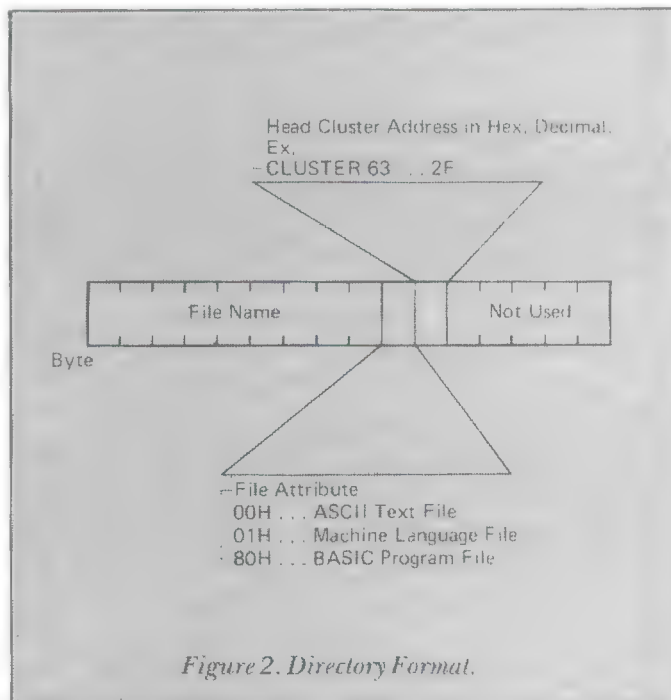 Head Cluster Address in Hex, Decimal.
Ex.
–CLUSTER 63 . . 2F
File Name
Not Used
Byte
–File Attribute
00H . . . ASCII Text File
01H . . . Machine Language File
80H . . . BASIC Program File
Figure 2. Directory Format.